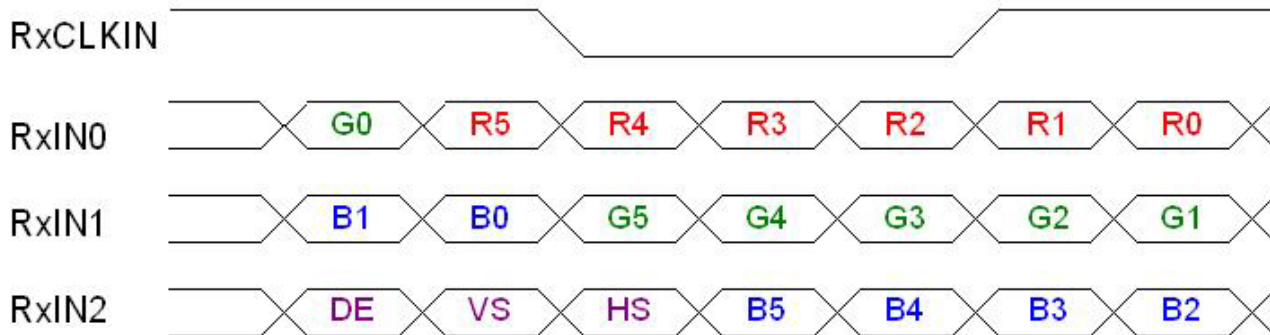 RxCLKIN
RxIN0 G0 R5 R4 R3 R2 R1 R0
RxIN1 B1 B0 G5 G4 G3 G2 G1
RxIN2 DE VS HS B5 B4 B3 B2